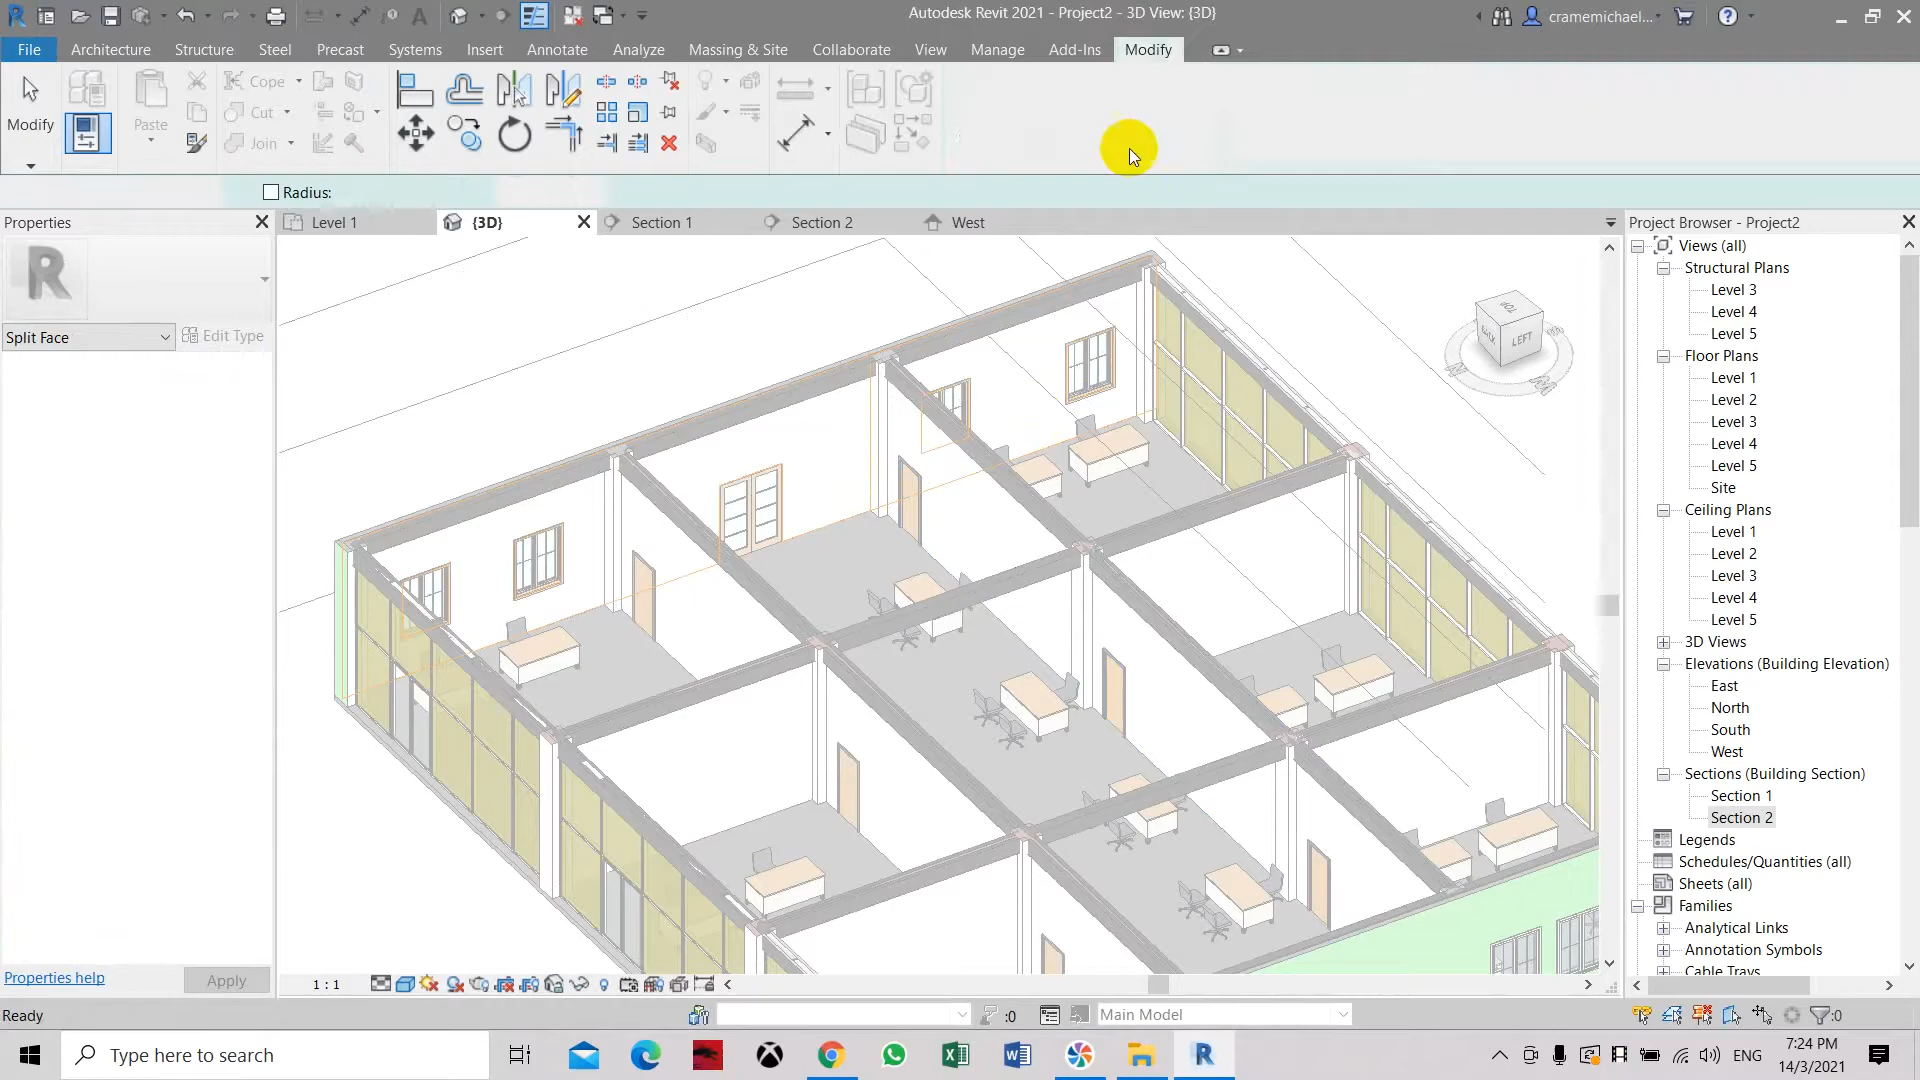 Autodesk Revit 2021 - Project2 - 3D View: {3D}
cramemichael...
File Architecture Structure Steel Precast Systems Insert Annotate Analyze Massing & Site Collaborate View Manage Add-Ins Modify
Modify
Paste
Cope
Cut
Join
Radius:
Properties
Level 1
{3D}
Section 1
Section 2
West
Project Browser - Project2
R
Split Face
Edit Type
Views (all)
Structural Plans
Level 3
Level 4
Level 5
Floor Plans
Level 1
Level 2
Level 3
Level 4
Level 5
Site
Ceiling Plans
Level 1
Level 2
Level 3
Level 4
Level 5
3D Views
Elevations (Building Elevation)
East
North
South
West
Sections (Building Section)
Section 1
Section 2
Legends
Schedules/Quantities (all)
Sheets (all)
Families
Analytical Links
Annotation Symbols
Cable Trays
TOP
BACK
LEFT
Properties help
Apply
1 : 1
Ready
:0
Main Model
:0
Type here to search
ENG
7:24 PM
14/3/2021